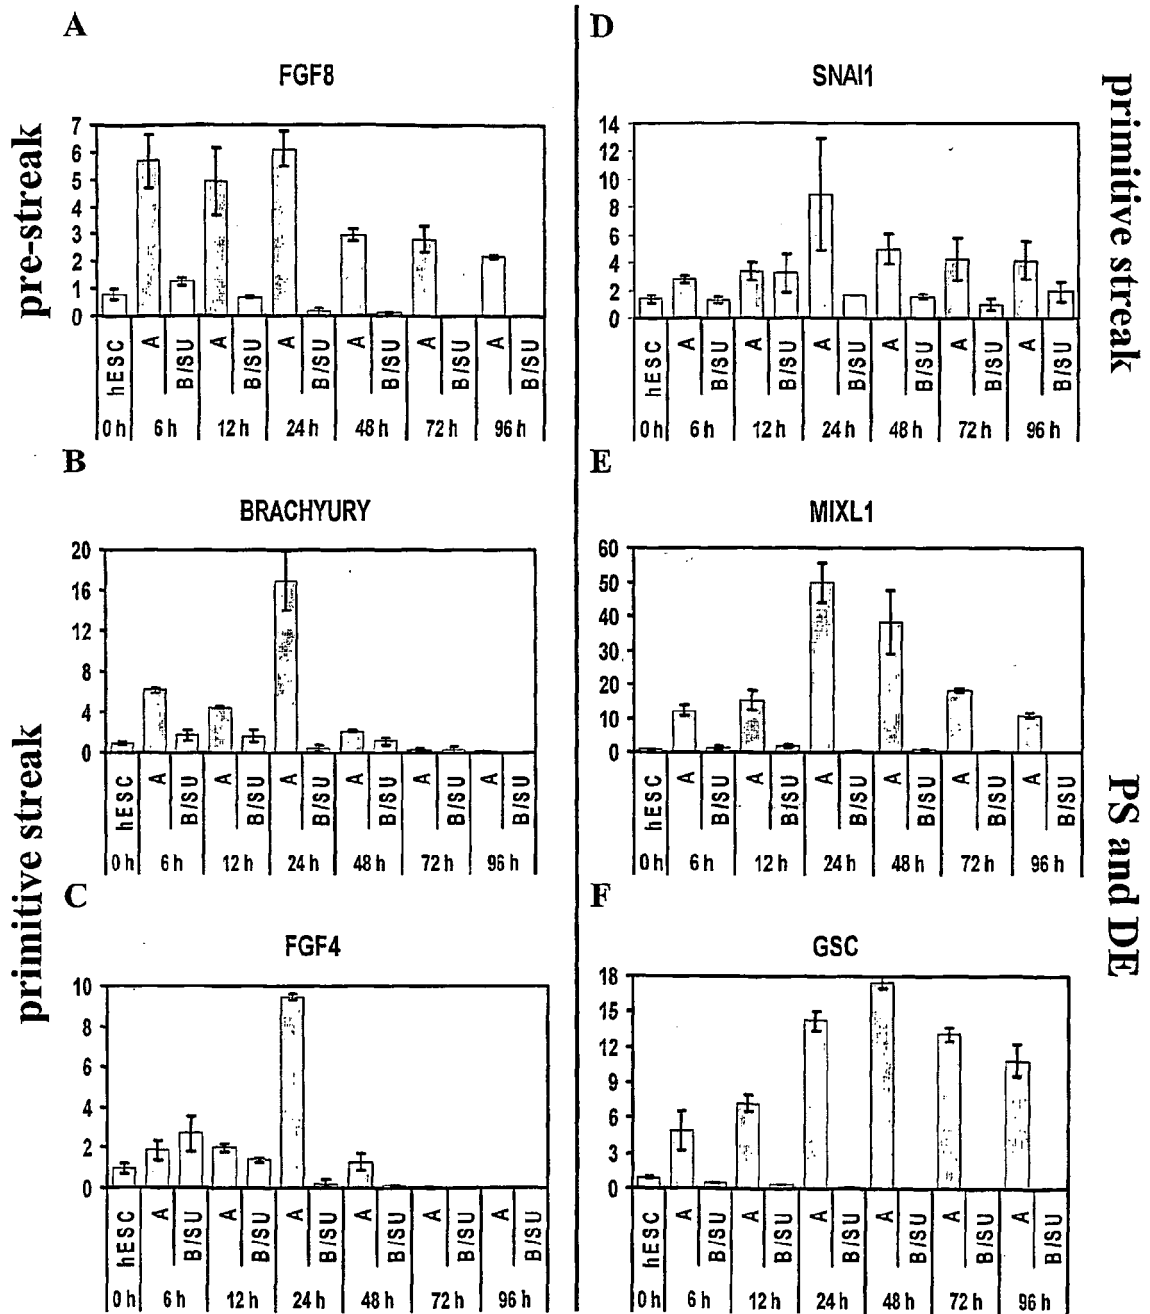 A
FGF8
pre-streak
7
6
5
4
3
2
1
0
hESC A B/SU A B/SU A B/SU A B/SU A B/SU A B/SU
0 h 6 h 12 h 24 h 48 h 72 h 96 h
B
BRACHYURY
primitive streak
20
16
12
8
4
0
hESC A B/SU A B/SU A B/SU A B/SU A B/SU A B/SU
0 h 6 h 12 h 24 h 48 h 72 h 96 h
C
FGF4
10
8
6
4
2
0
hESC A B/SU A B/SU A B/SU A B/SU A B/SU A B/SU
0 h 6 h 12 h 24 h 48 h 72 h 96 h
D
SNAI1
primitive streak
14
12
10
8
6
4
2
0
hESC A B/SU A B/SU A B/SU A B/SU A B/SU A B/SU
0 h 6 h 12 h 24 h 48 h 72 h 96 h
E
MIXL1
PS and DE
60
50
40
30
20
10
0
hESC A B/SU A B/SU A B/SU A B/SU A B/SU A B/SU
0 h 6 h 12 h 24 h 48 h 72 h 96 h
F
GSC
18
15
12
9
6
3
0
hESC A B/SU A B/SU A B/SU A B/SU A B/SU A B/SU
0 h 6 h 12 h 24 h 48 h 72 h 96 h